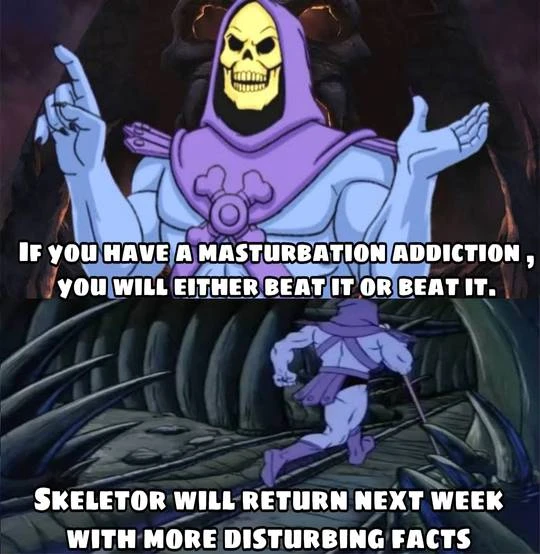 If you have a masturbation addiction ,
you will either beat it or beat it.
Skeletor will return next week
with more disturbing facts